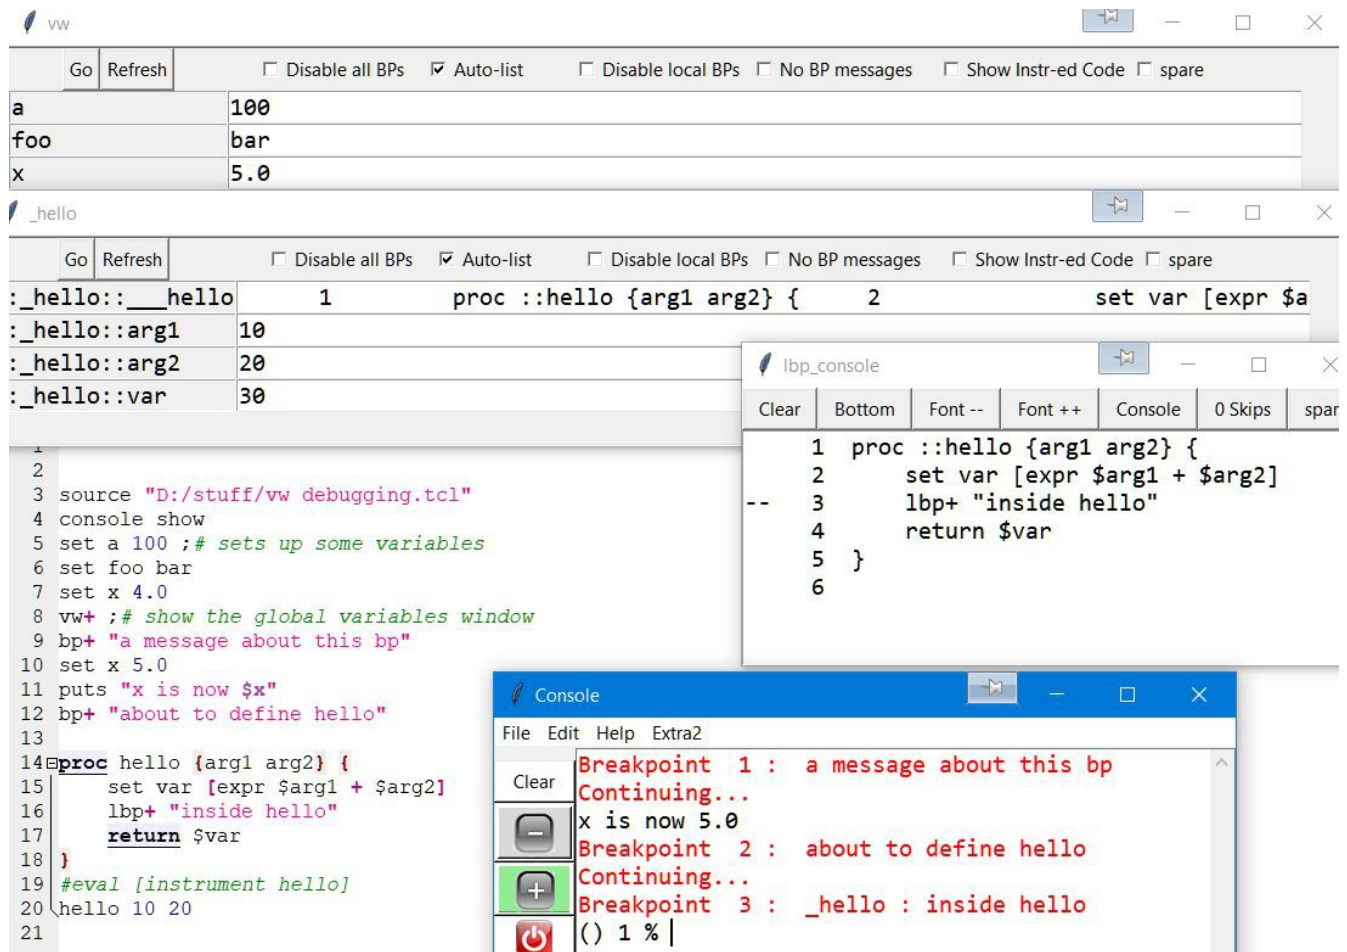 vw
Go Refresh Disable all BPs Auto-list Disable local BPs No BP messages Show Instr-ed Code spare
a 100
foo bar
x 5.0
_hello
Go Refresh Disable all BPs Auto-list Disable local BPs No BP messages Show Instr-ed Code spare
:_hello::___hello 1 proc ::hello {arg1 arg2} { 2 set var [expr $a
:_hello::arg1 10
:_hello::arg2 20
:_hello::var 30
lbp_console
Clear Bottom Font -- Font ++ Console 0 Skips spar
1 proc ::hello {arg1 arg2} {
2 set var [expr $arg1 + $arg2]
-- 3 lbp+ "inside hello"
4 return $var
5 }
6
1
2
3 source "D:/stuff/vw debugging.tcl"
4 console show
5 set a 100 ;# sets up some variables
6 set foo bar
7 set x 4.0
8 vw+ ;# show the global variables window
9 bp+ "a message about this bp"
10 set x 5.0
11 puts "x is now $x"
12 bp+ "about to define hello"
13
14 proc hello {arg1 arg2} {
15 set var [expr $arg1 + $arg2]
16 lbp+ "inside hello"
17 return $var
18 }
19 #eval [instrument hello]
20 hello 10 20
21
Console
File Edit Help Extra2
Clear
Breakpoint 1 : a message about this bp
Continuing...
x is now 5.0
Breakpoint 2 : about to define hello
Continuing...
Breakpoint 3 : _hello : inside hello
() 1 %